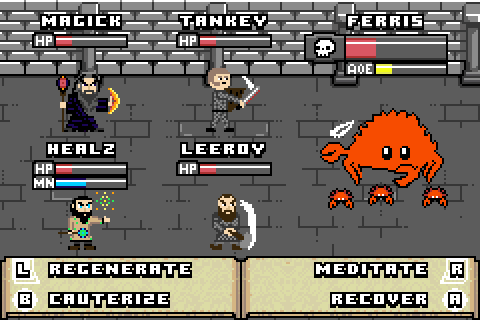 MAGICK TANKEY FERRIS
HP HP
AOE
HEALZ LEEROY
HP HP
MN
L REGENERATE MEDITATE R
B CAUTERIZE RECOVER A